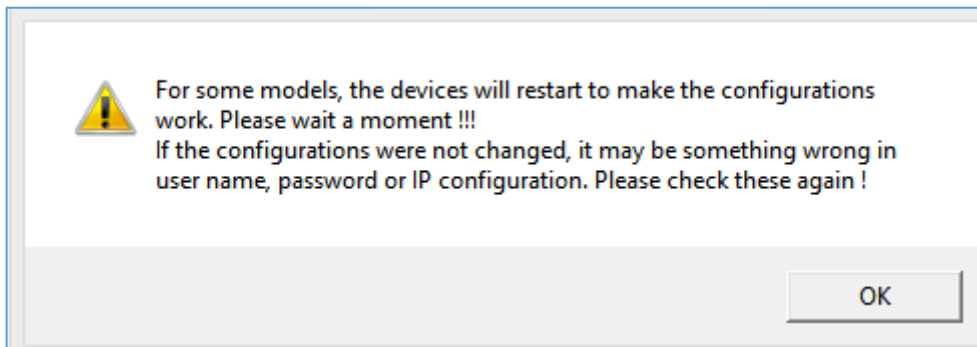 For some models, the devices will restart to make the configurations
work. Please wait a moment !!!
If the configurations were not changed, it may be something wrong in
user name, password or IP configuration. Please check these again !
OK